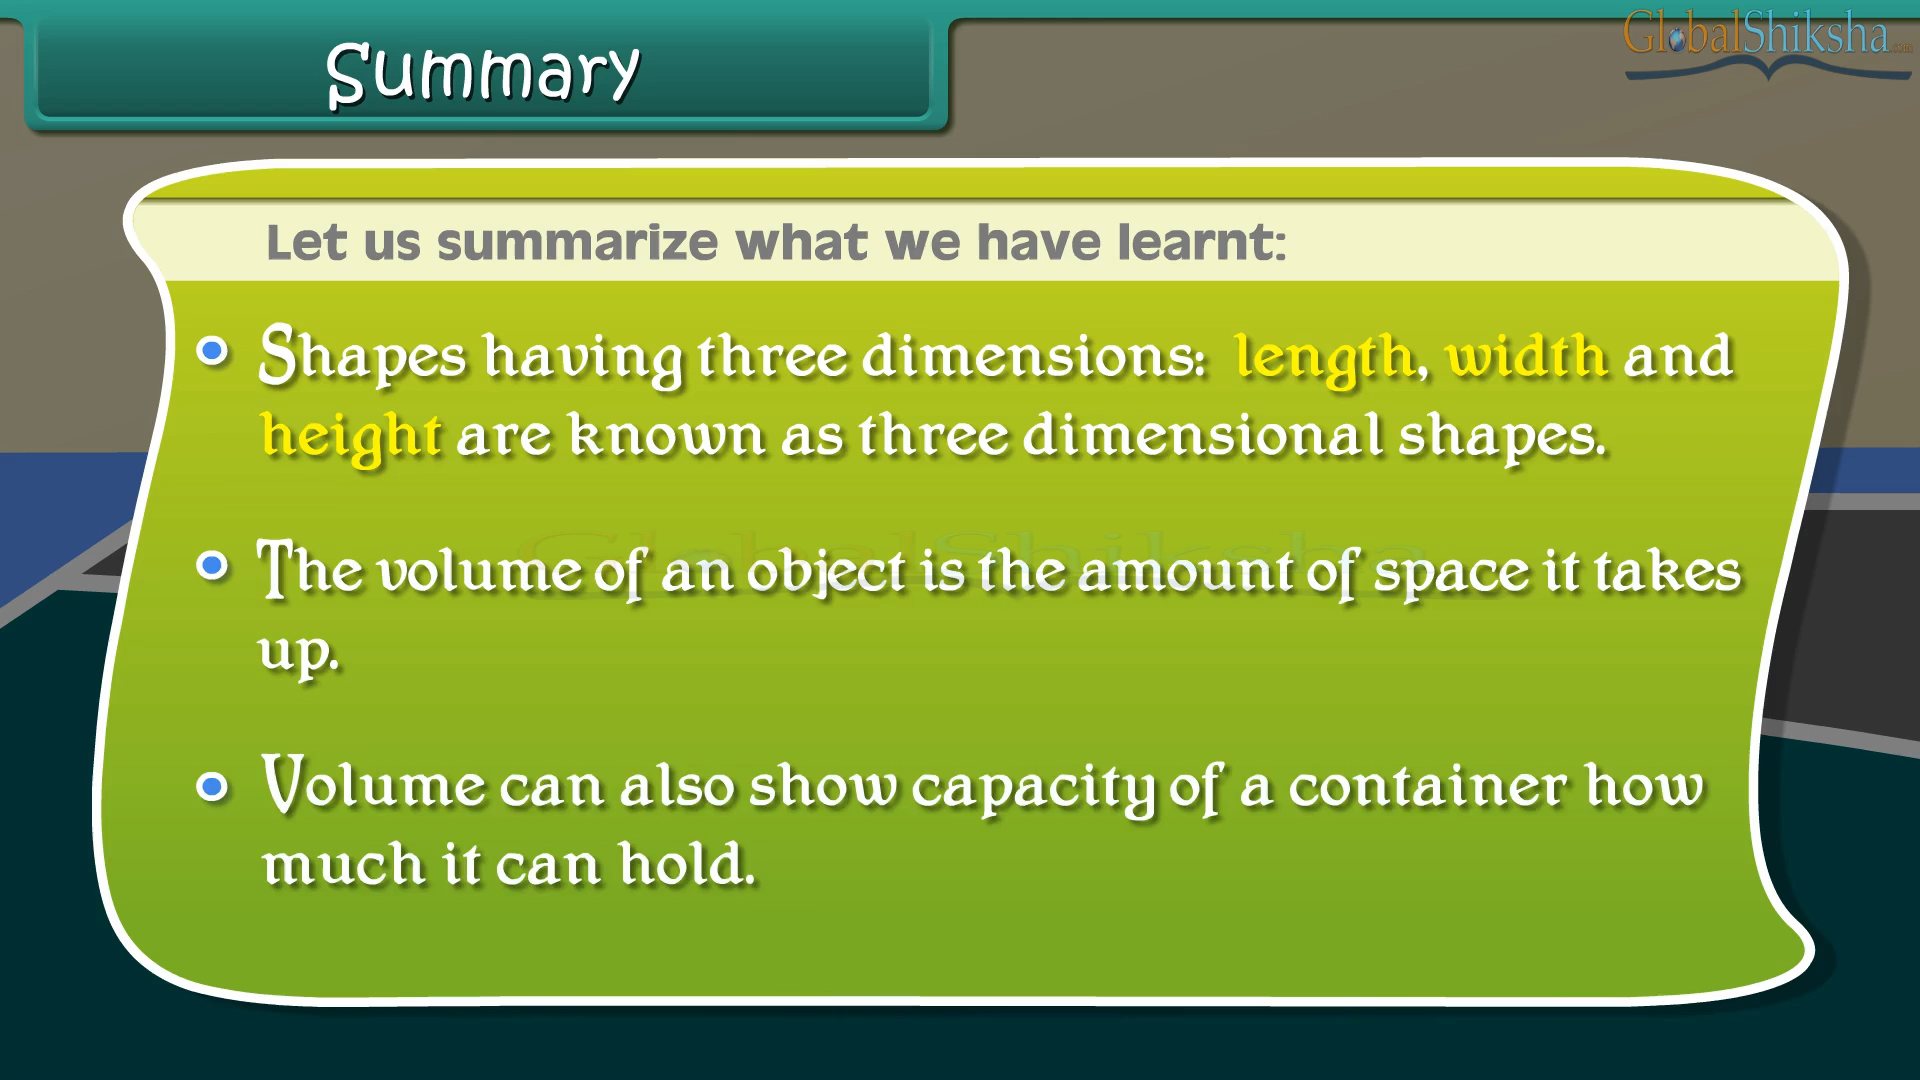 Summary
GlobalShiksha.com
Let us summarize what we have learnt:
Shapes having three dimensions: length, width and
height are known as three dimensional shapes.
GlobalShiksha
The volume of an object is the amount of space it takes
up.
Volume can also show capacity of a container how
much it can hold.